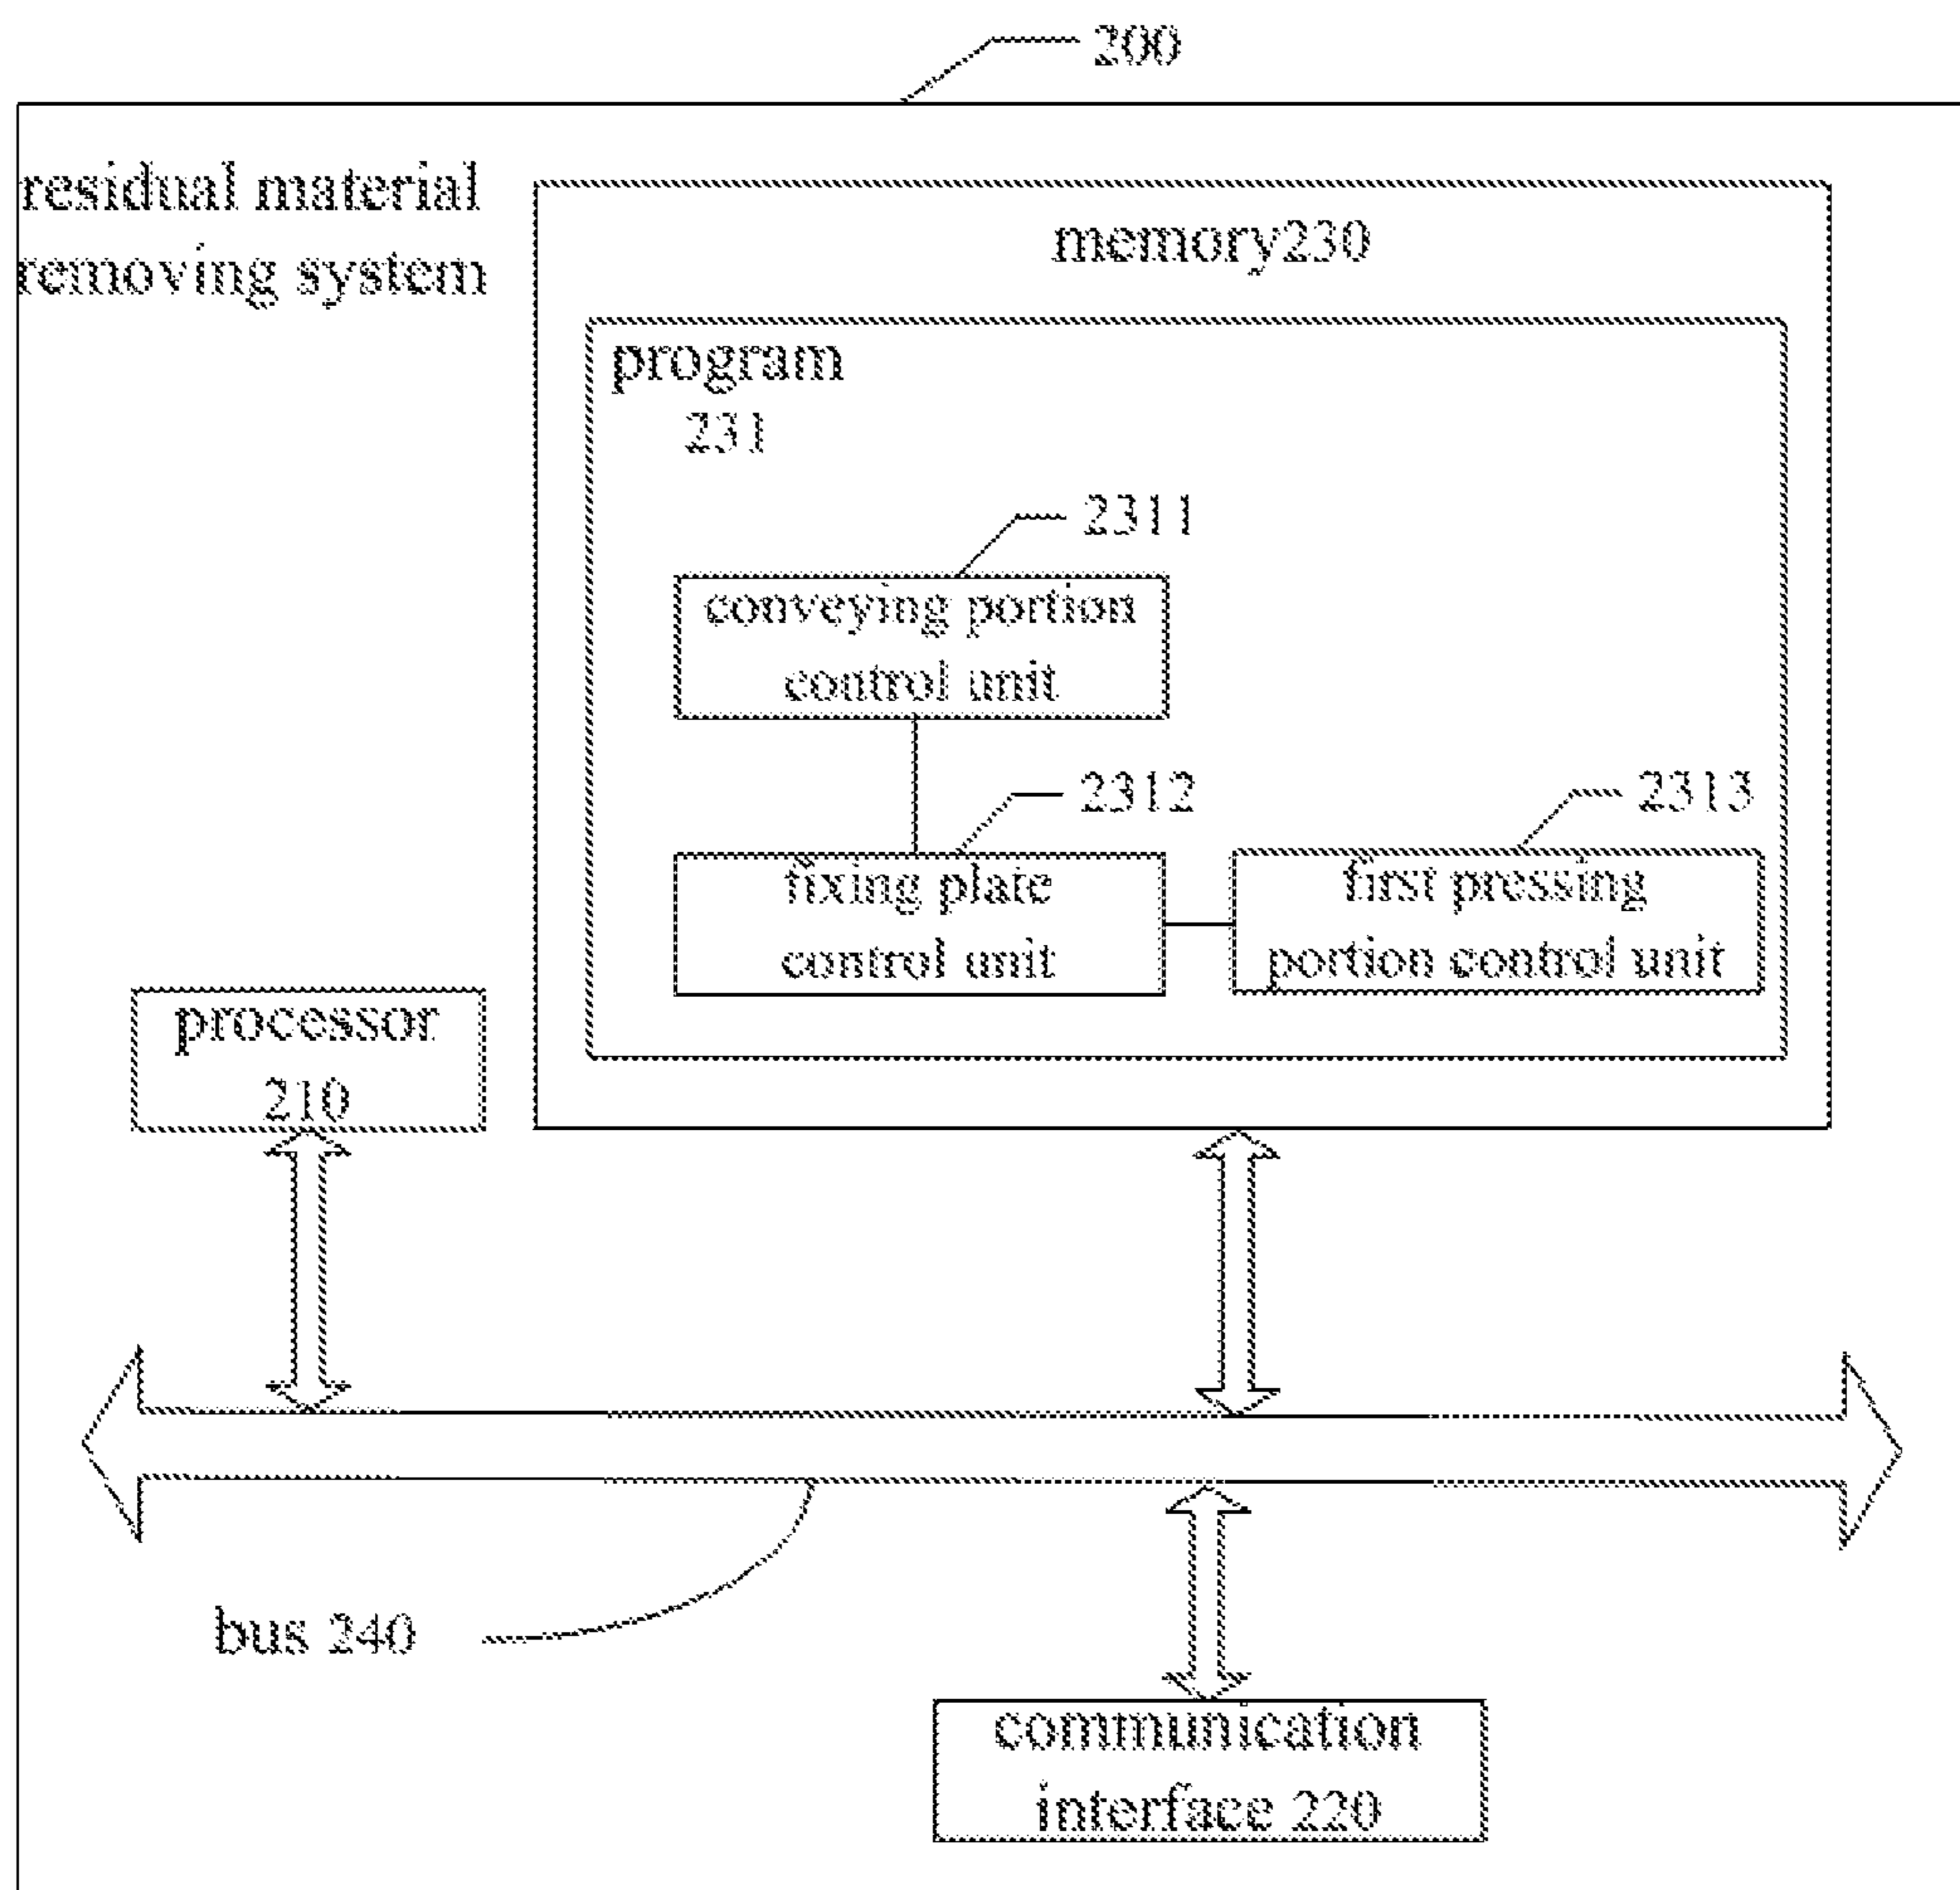 200
residual material
removing system
memory230
program
231
2311
conveying portion
control unit
2312
2313
fixing plate
control unit
first pressing
portion control unit
processor
210
bus 240
communication
interface 220